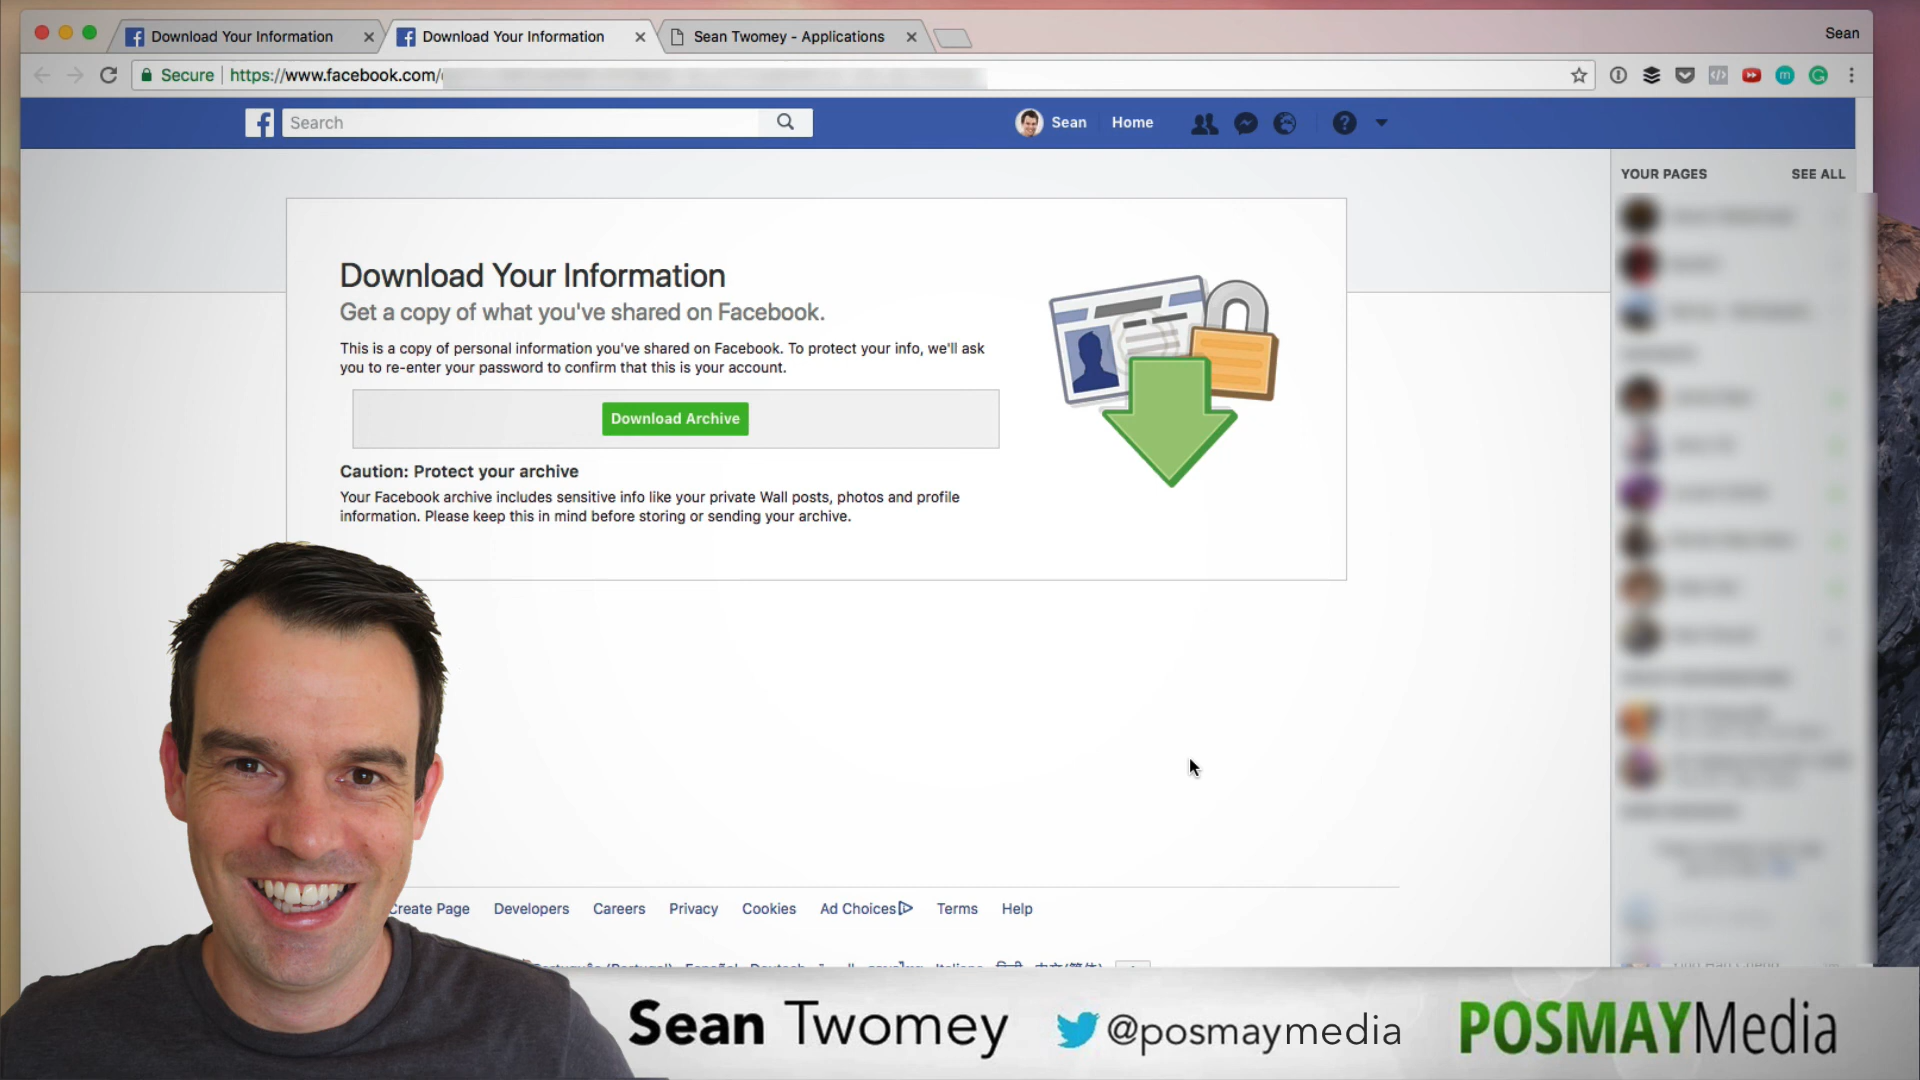 Download Your Information
Download Your Information
Sean Twomey - Applications
Sean
Secure
https://www.facebook.com/
Search
Sean
Home
YOUR PAGES
SEE ALL
Download Your Information
Get a copy of what you've shared on Facebook.
This is a copy of personal information you've shared on Facebook. To protect your info, we'll ask
you to re-enter your password to confirm that this is your account.
Download Archive
Caution: Protect your archive
Your Facebook archive includes sensitive info like your private Wall posts, photos and profile
information. Please keep this in mind before storing or sending your archive.
Create Page
Developers
Careers
Privacy
Cookies
Ad Choices
Terms
Help
Sean Twomey
@posmaymedia
POSMAYMedia